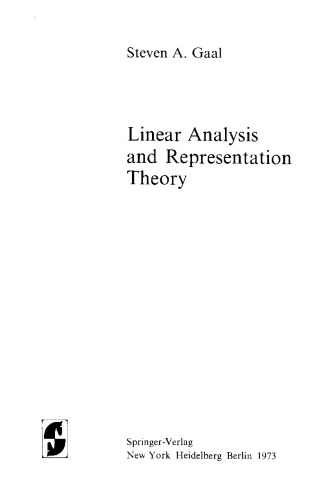 Steven A. Gaal
Linear Analysis
and Representation
Theory
Springer-Verlag
New York Heidelberg Berlin 1973